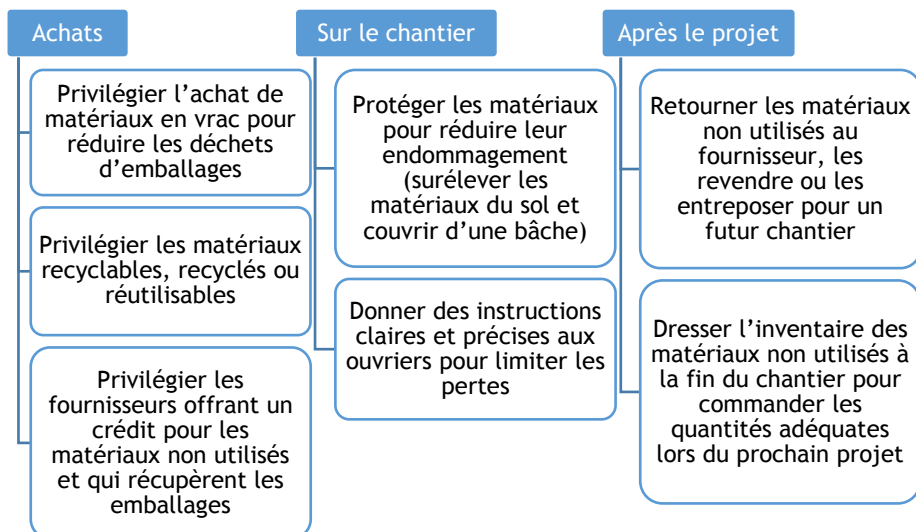 Achats
Privilégier l’achat de
matériaux en vrac pour
réduire les déchets
d’emballages
Privilégier les matériaux
recyclables, recyclés ou
réutilisables
Privilégier les
fournisseurs offrant un
crédit pour les
matériaux non utilisés
et qui récupèrent les
emballages
Sur le chantier
Protéger les matériaux
pour réduire leur
endommagement
(surélever les
matériaux du sol et
couvrir d’une bâche)
Donner des instructions
claires et précises aux
ouvriers pour limiter les
pertes
Après le projet
Retourner les matériaux
non utilisés au
fournisseur, les
revendre ou les
entreposer pour un
futur chantier
Dresser l’inventaire des
matériaux non utilisés à
la fin du chantier pour
commander les
quantités adéquates
lors du prochain projet